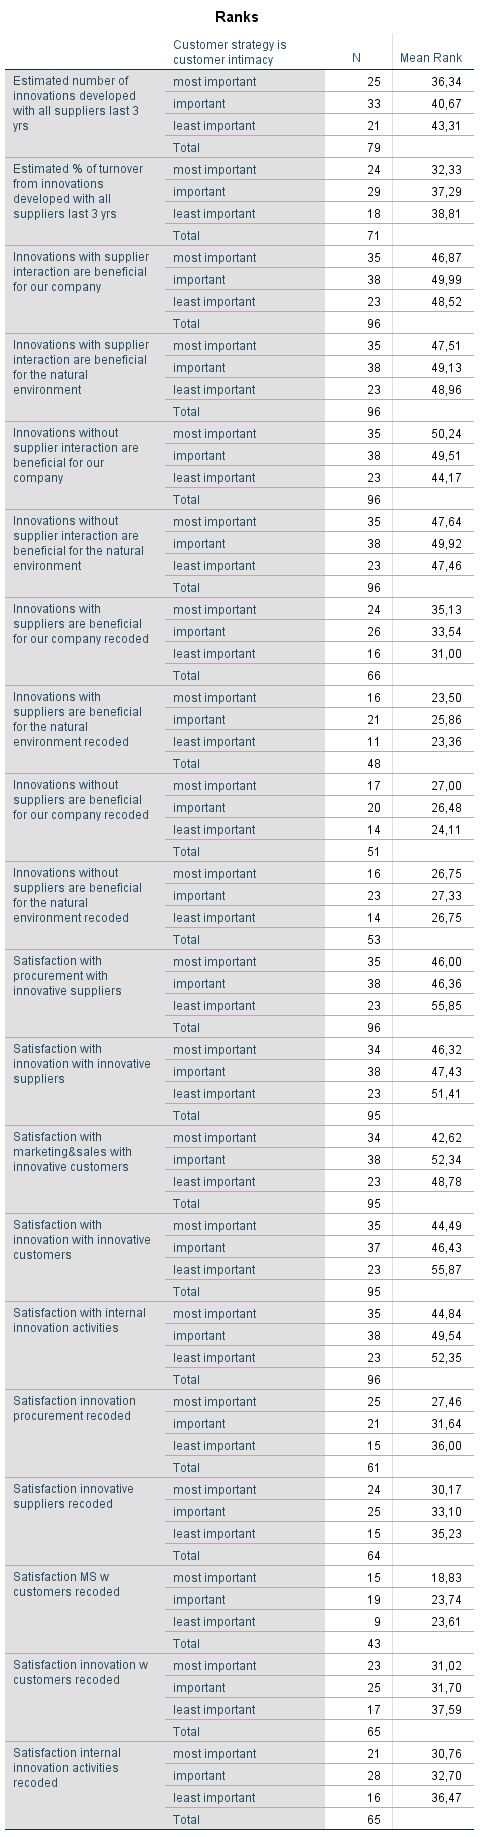 Ranks
Customer strategy is
customer intimacy N Mean Rank
Estimated number of
innovations developed
with all suppliers last 3
yrs
most important 25 36,34
important 33 40,67
least important 21 43,31
Total 79
Estimated % of turnover
from innovations
developed with all
suppliers last 3 yrs
most important 24 32,33
important 29 37,29
least important 18 38,81
Total 71
Innovations with supplier
interaction are beneficial
for our company
most important 35 46,87
important 38 49,99
least important 23 48,52
Total 96
Innovations with supplier
interaction are beneficial
for the natural
environment
most important 35 47,51
important 38 49,13
least important 23 48,96
Total 96
Innovations without
supplier interaction are
beneficial for our
company
most important 35 50,24
important 38 49,51
least important 23 44,17
Total 96
Innovations without
supplier interaction are
beneficial for the natural
environment
most important 35 47,64
important 38 49,92
least important 23 47,46
Total 96
Innovations with
suppliers are beneficial
for our company recoded
most important 24 35,13
important 26 33,54
least important 16 31,00
Total 66
Innovations with
suppliers are beneficial
for the natural
environment recoded
most important 16 23,50
important 21 25,86
least important 11 23,36
Total 48
Innovations without
suppliers are beneficial
for our company recoded
most important 17 27,00
important 20 26,48
least important 14 24,11
Total 51
Innovations without
suppliers are beneficial
for the natural
environment recoded
most important 16 26,75
important 23 27,33
least important 14 26,75
Total 53
Satisfaction with
procurement with
innovative suppliers
most important 35 46,00
important 38 46,36
least important 23 55,85
Total 96
Satisfaction with
innovation with innovative
suppliers
most important 34 46,32
important 38 47,43
least important 23 51,41
Total 95
Satisfaction with
marketing&sales with
innovative customers
most important 34 42,62
important 38 52,34
least important 23 48,78
Total 95
Satisfaction with
innovation with innovative
customers
most important 35 44,49
important 37 46,43
least important 23 55,87
Total 95
Satisfaction with internal
innovation activities
most important 35 44,84
important 38 49,54
least important 23 52,35
Total 96
Satisfaction innovation
procurement recoded
most important 25 27,46
important 21 31,64
least important 15 36,00
Total 61
Satisfaction innovative
suppliers recoded
most important 24 30,17
important 25 33,10
least important 15 35,23
Total 64
Satisfaction MS w
customers recoded
most important 15 18,83
important 19 23,74
least important 9 23,61
Total 43
Satisfaction innovation w
customers recoded
most important 23 31,02
important 25 31,70
least important 17 37,59
Total 65
Satisfaction internal
innovation activities
recoded
most important 21 30,76
important 28 32,70
least important 16 36,47
Total 65